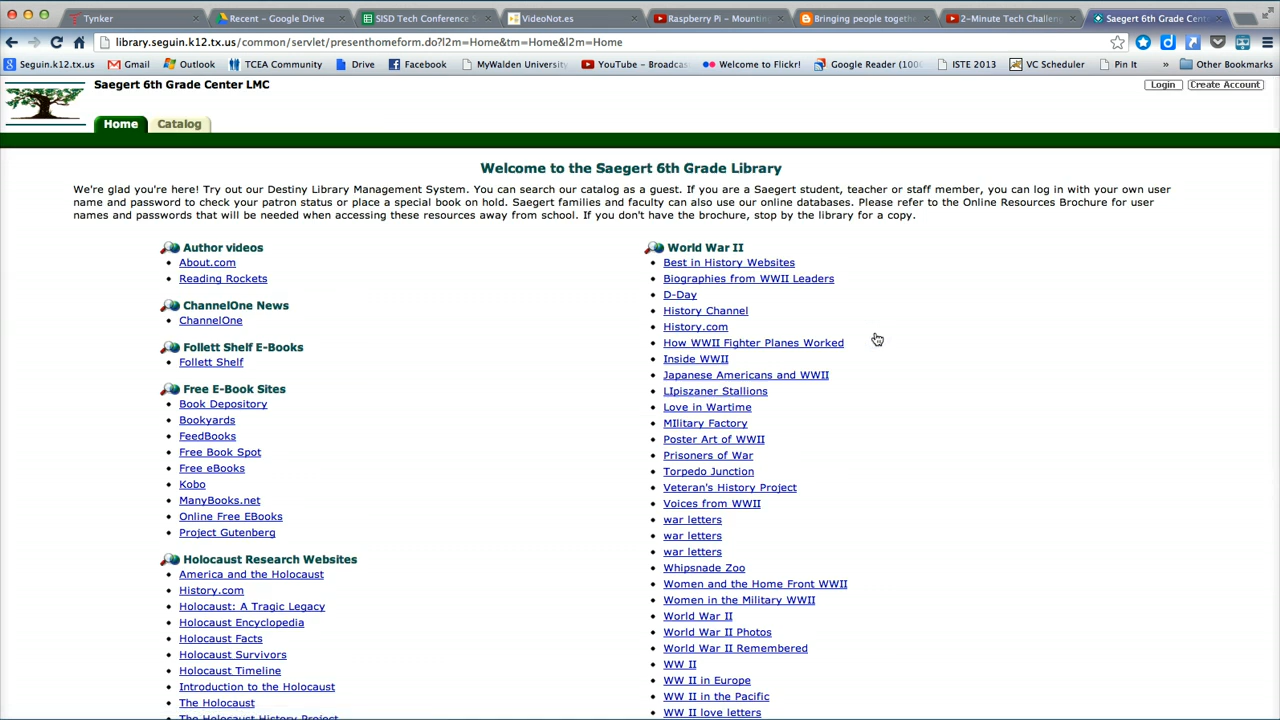 Tynker
Recent - Google Drive
SISD Tech Conference
VideoNot.es
Raspberry Pi - Mounting
Bringing people togethe
2-Minute Tech Challen
Saegert 6th Grade Cent
library.seguin.k12.tx.us/common/servlet/presenthomeform.do?l2m=Home&tm=Home&l2m=Home
Seguin.k12.tx.us
Gmail
Outlook
TCEA Community
Drive
Facebook
MyWalden University
YouTube - Broadcas
Welcome to Flickr!
Google Reader (100
ISTE 2013
VC Scheduler
Pin It
»
Other Bookmarks
Saegert 6th Grade Center LMC
Login
Create Account
Home
Catalog
Welcome to the Saegert 6th Grade Library
We're glad you're here! Try out our Destiny Library Management System. You can search our catalog as a guest. If you are a Saegert student, teacher or staff member, you can log in with your own user
name and password to check your patron status or place a special book on hold. Saegert families and faculty can also use our online databases. Please refer to the Online Resources Brochure for user
names and passwords that will be needed when accessing these resources away from school. If you don't have the brochure, stop by the library for a copy.
Author videos
About.com
Reading Rockets
ChannelOne News
ChannelOne
Follett Shelf E-Books
Follett Shelf
Free E-Book Sites
Book Depository
Bookyards
FeedBooks
Free Book Spot
Free eBooks
Kobo
ManyBooks.net
Online Free EBooks
Project Gutenberg
Holocaust Research Websites
America and the Holocaust
History.com
Holocaust: A Tragic Legacy
Holocaust Encyclopedia
Holocaust Facts
Holocaust Survivors
Holocaust Timeline
Introduction to the Holocaust
The Holocaust
The Holocaust History Project
World War II
Best in History Websites
Biographies from WWII Leaders
D-Day
History Channel
History.com
How WWII Fighter Planes Worked
Inside WWII
Japanese Americans and WWII
LIpiszaner Stallions
Love in Wartime
MIlitary Factory
Poster Art of WWII
Prisoners of War
Torpedo Junction
Veteran's History Project
Voices from WWII
war letters
war letters
war letters
Whipsnade Zoo
Women and the Home Front WWII
Women in the Military WWII
World War II
World War II Photos
World War II Remembered
WW II
WW II in Europe
WW II in the Pacific
WW II love letters